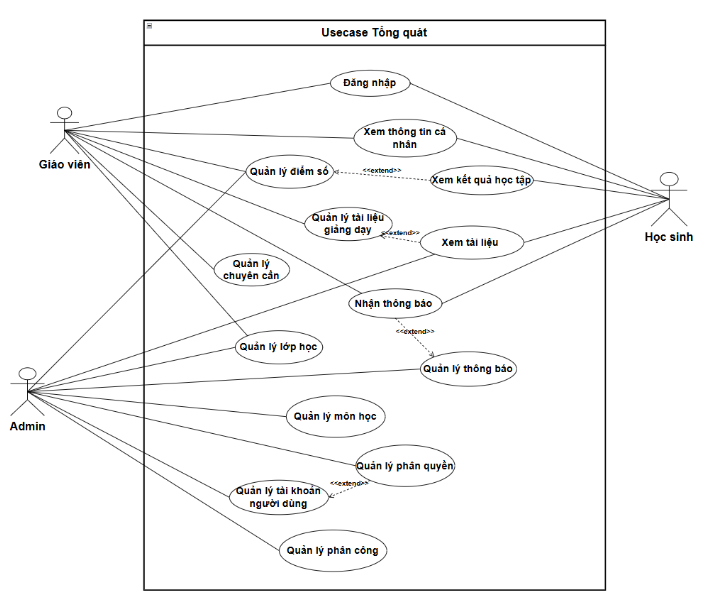 Usecase Tổng quát
Đăng nhập
Xem thông tin cá
nhân
Giáo viên
Quản lý điểm số
<<extend>>
Xem kết quả học tập
Học sinh
Quản lý tài liệu
giảng dạy
<<extend>>
Xem tài liệu
Quản lý
chuyên cần
Nhận thông báo
<<extend>>
Quản lý lớp học
Quản lý thông báo
Admin
Quản lý môn học
Quản lý phân quyền
<<extend>>
Quản lý tài khoản
người dùng
Quản lý phân công